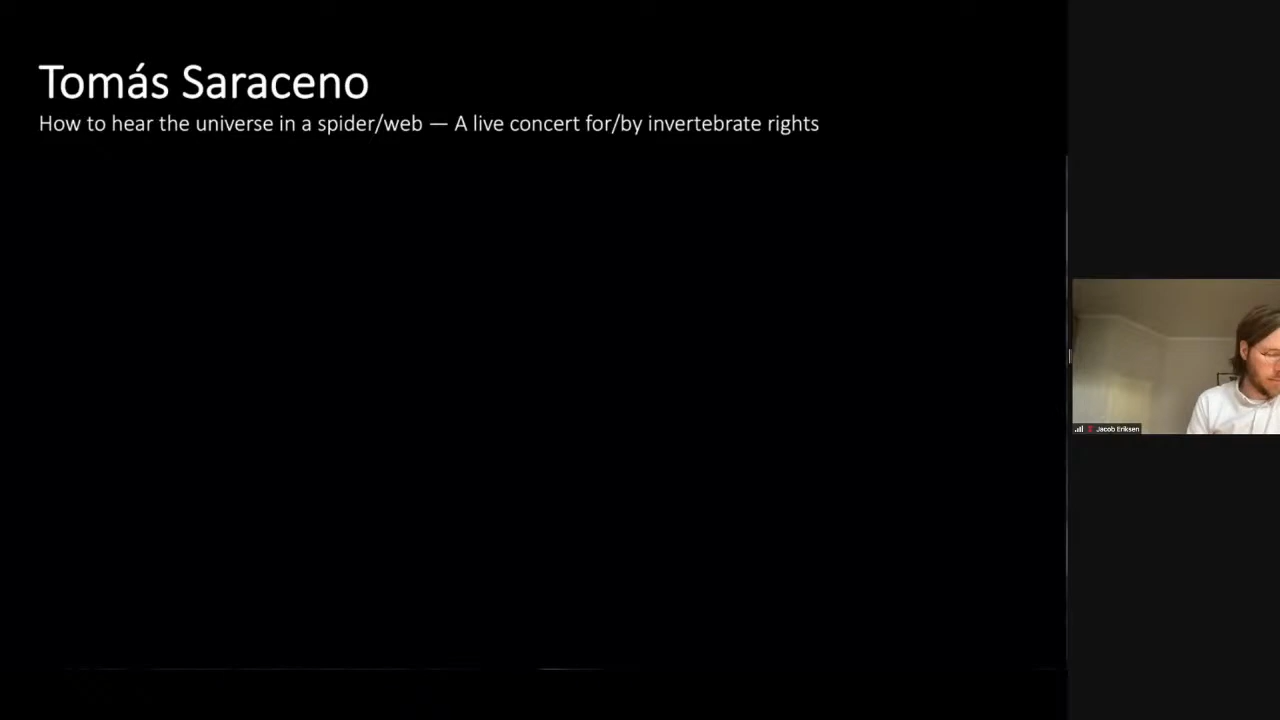 Tomás Saraceno
How to hear the universe in a spider/web — A live concert for/by invertebrate rights
Jacob Eriksen